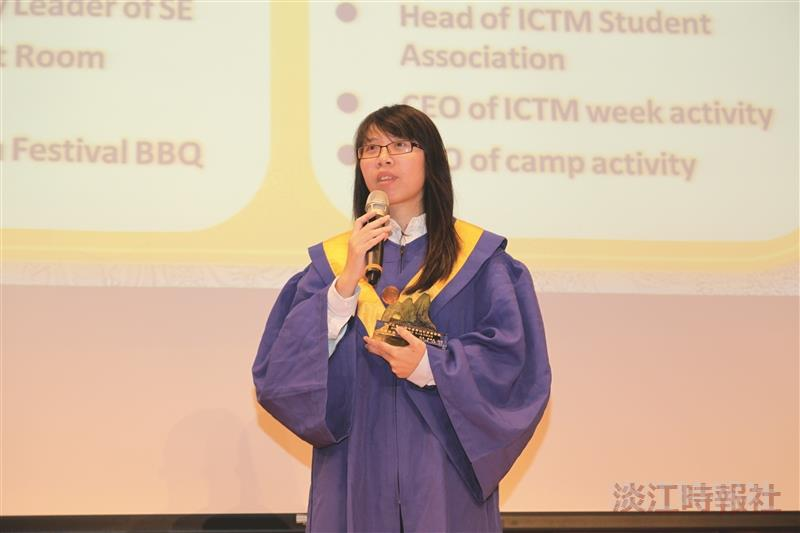 Leader of SE
Room
Festival BBQ
Head of ICTM Student
Association
CEO of ICTM week activity
of camp activity
淡江時報社